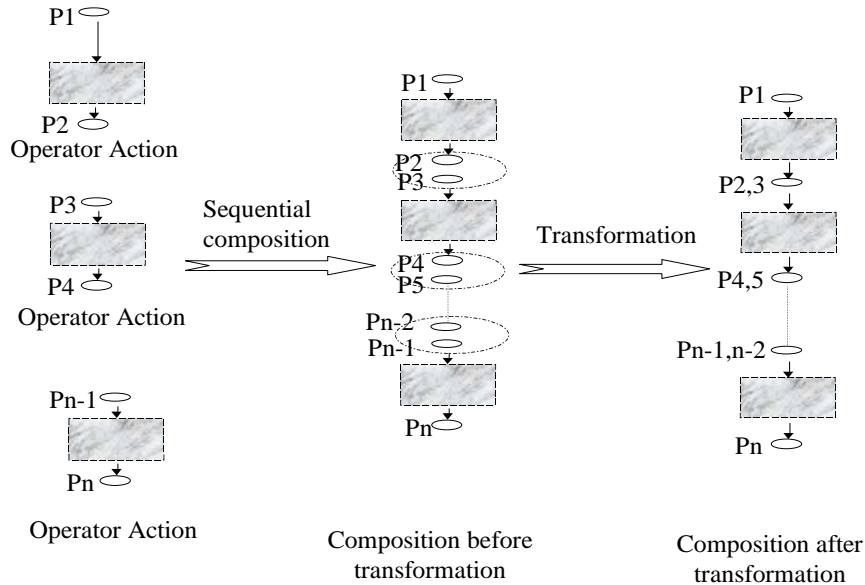 P1
P2
Operator Action
P3
P4
Operator Action
Pn-1
Pn
Operator Action
Sequential
composition
P1
P2
P3
P4
P5
Pn-2
Pn-1
Pn
Composition before
transformation
Transformation
P1
P2,3
P4,5
Pn-1,n-2
Pn
Composition after
transformation